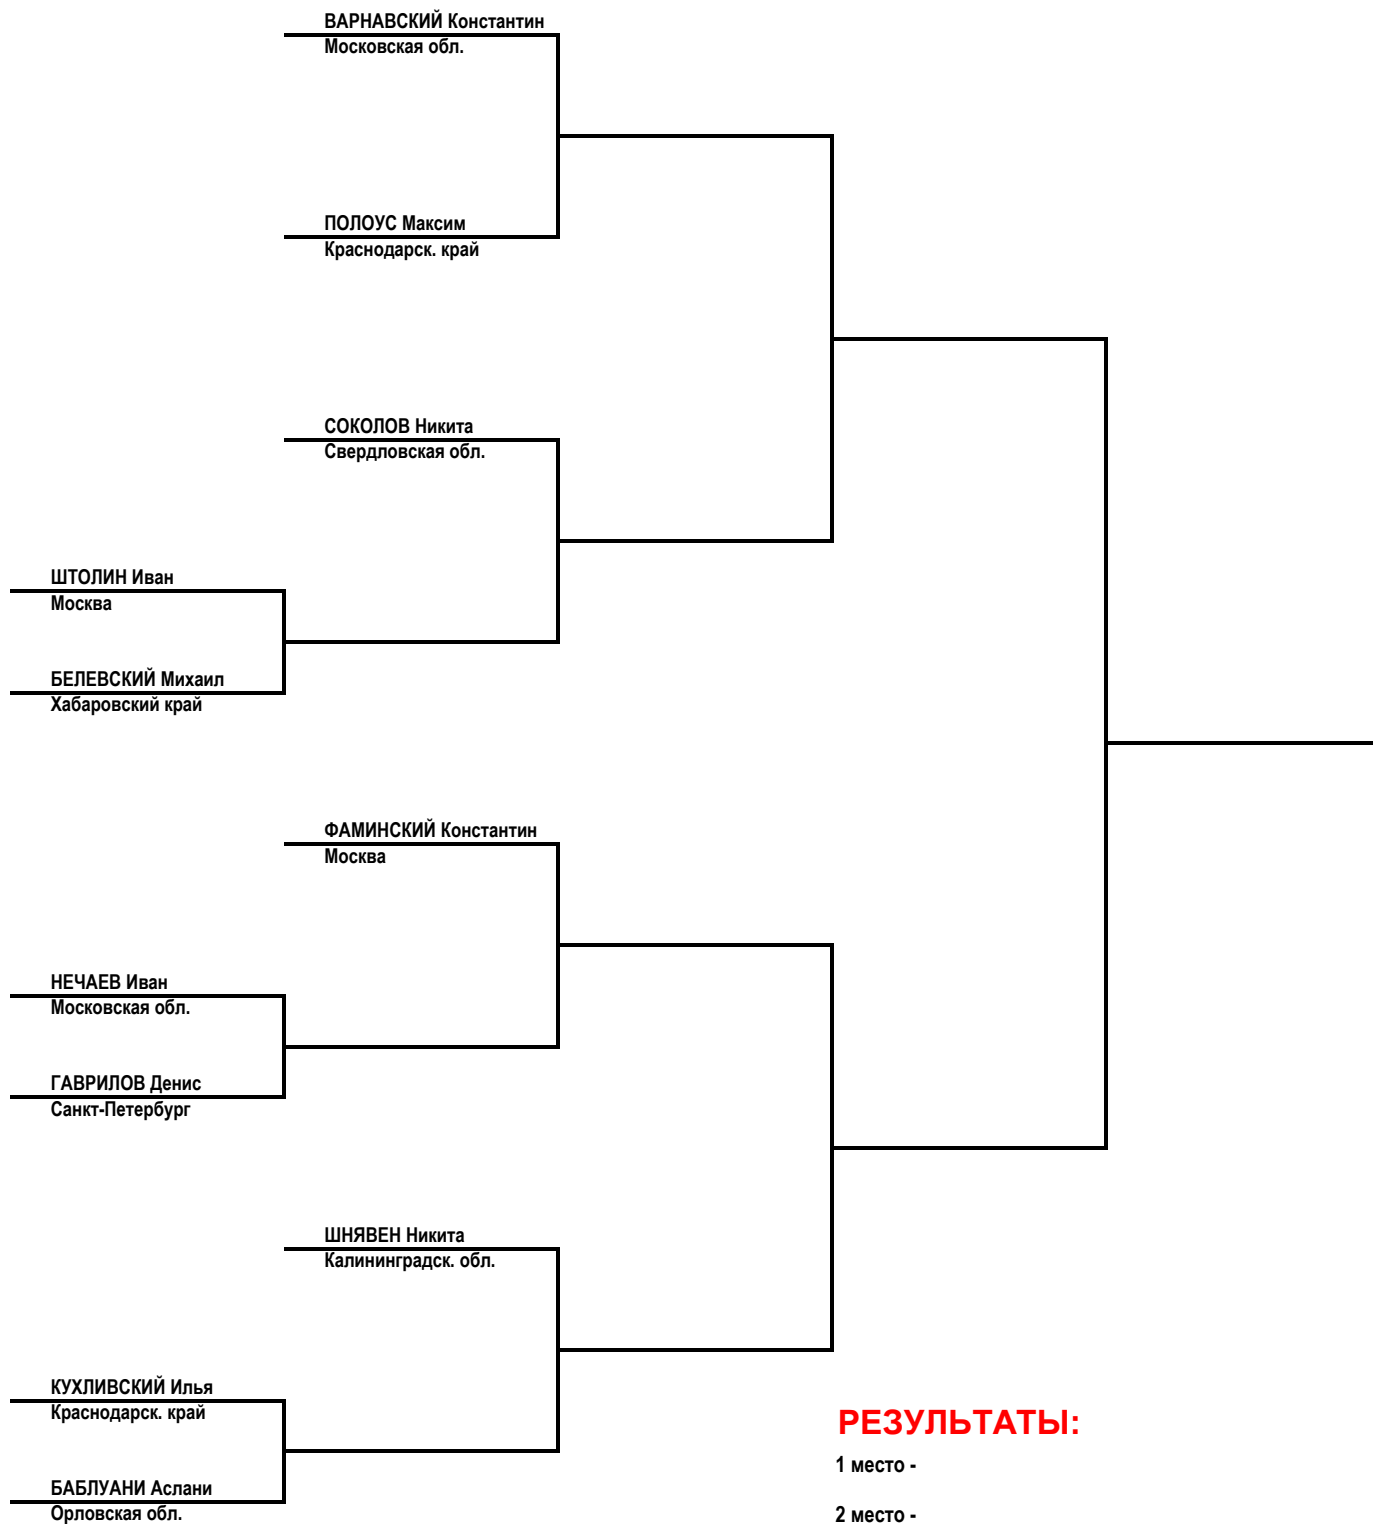 ВАРНАВСКИЙ Константин
Московская обл.
ПОЛОУС Максим
Краснодарск. край
СОКОЛОВ Никита
Свердловская обл.
ШТОЛИН Иван
Москва
БЕЛЕВСКИЙ Михаил
Хабаровский край
ФАМИНСКИЙ Константин
Москва
НЕЧАЕВ Иван
Московская обл.
ГАВРИЛОВ Денис
Санкт-Петербург
ШНЯВЕН Никита
Калининградск. обл.
КУХЛИВСКИЙ Илья
Краснодарск. край
БАБЛУАНИ Аслани
Орловская обл.
РЕЗУЛЬТАТЫ:
1 место -
2 место -